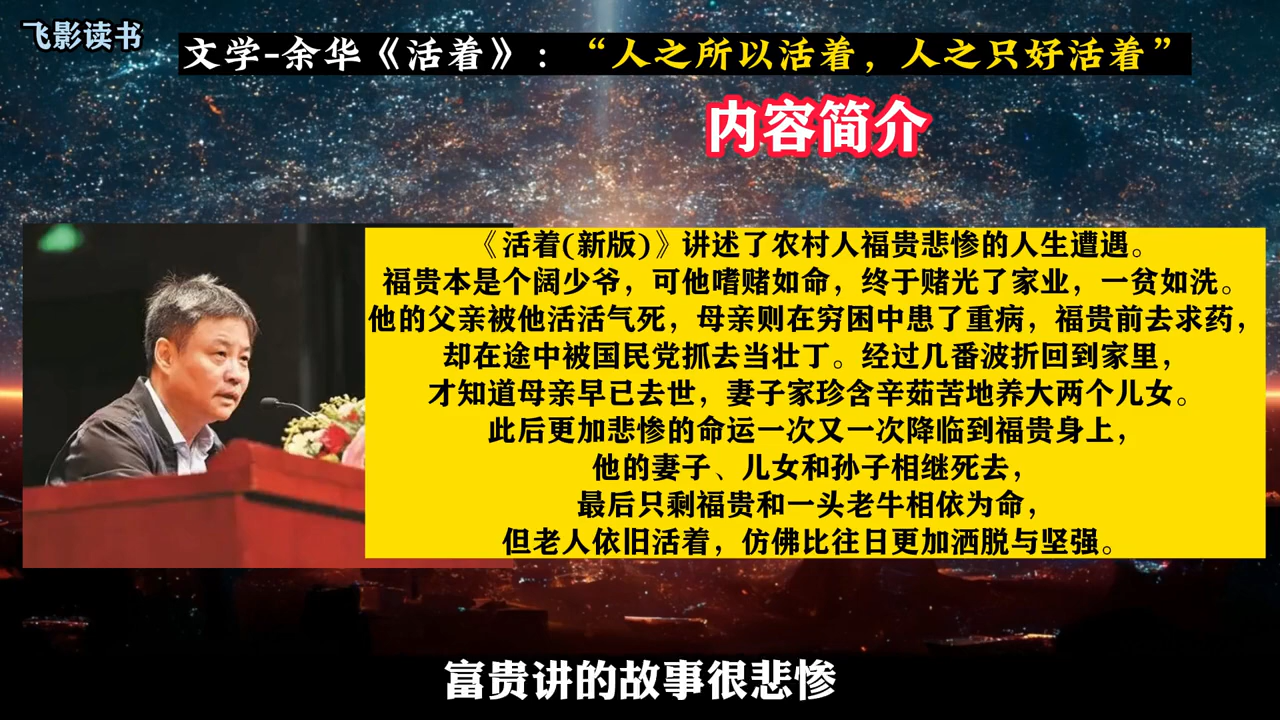 飞影读书
文学-余华《活着》：“人之所以活着，人之只好活着”
内容简介
《活着(新版)》讲述了农村人福贵悲惨的人生遭遇。
福贵本是个阔少爷，可他嗜赌如命，终于赌光了家业，一贫如洗。
他的父亲被他活活气死，母亲则在穷困中患了重病，福贵前去求药，
却在途中被国民党抓去当壮丁。经过几番波折回到家里，
才知道母亲早已去世，妻子家珍含辛茹苦地养大两个儿女。
此后更加悲惨的命运一次又一次降临到福贵身上，
他的妻子、儿女和孙子相继死去，
最后只剩福贵和一头老牛相依为命，
但老人依旧活着，仿佛比往日更加洒脱与坚强。
富贵讲的故事很悲惨